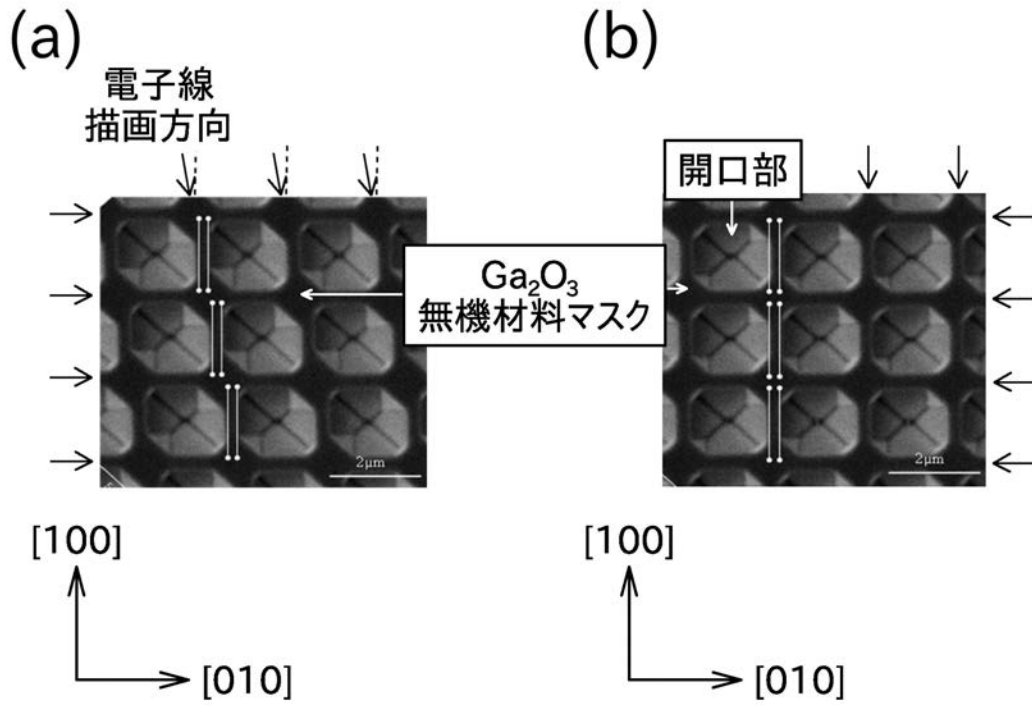 (a)
(b)
電子線
描画方向
開口部
Ga₂O₃
無機材料マスク
2μm
2μm
[100]
[010]
[100]
[010]